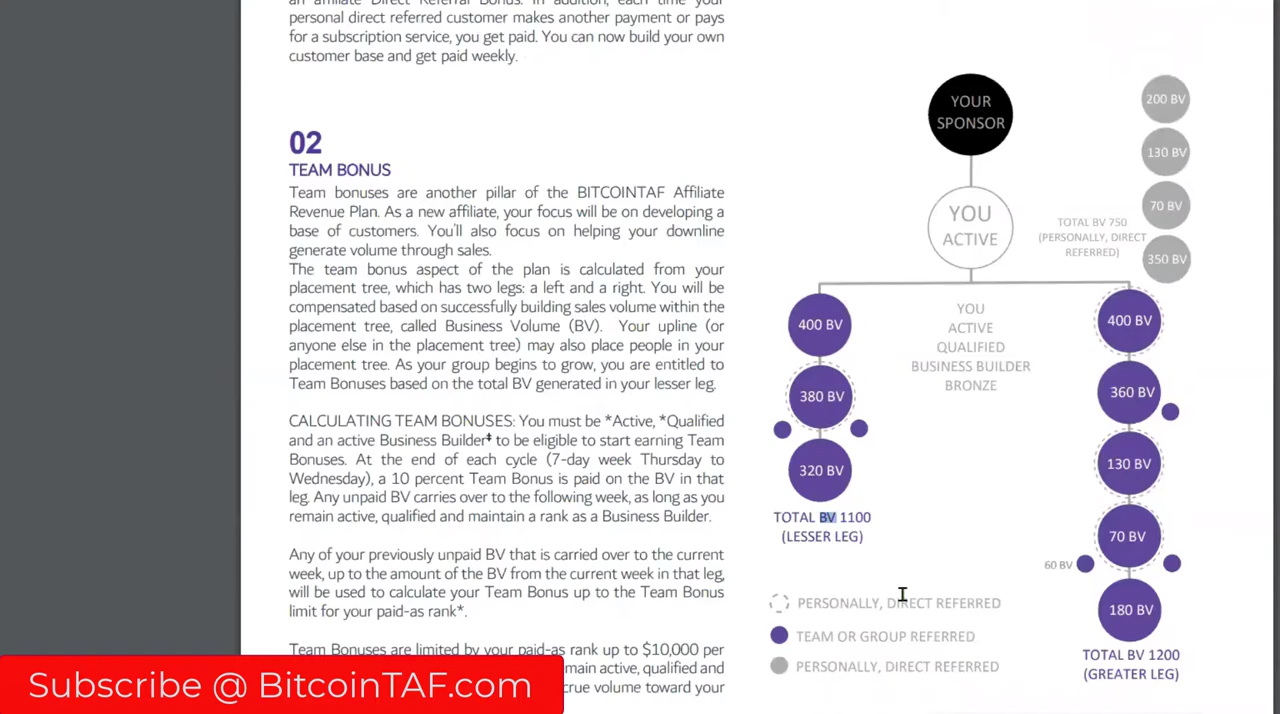 an affiliate Direct Referral Bonus. In addition, each time your
personal direct referred customer makes another payment or pays
for a subscription service, you get paid. You can now build your own
customer base and get paid weekly.
02
TEAM BONUS
Team bonuses are another pillar of the BITCOINTAF Affiliate
Revenue Plan. As a new affiliate, your focus will be on developing a
base of customers. You'll also focus on helping your downline
generate volume through sales.
The team bonus aspect of the plan is calculated from your
placement tree, which has two legs: a left and a right. You will be
compensated based on successfully building sales volume within the
placement tree, called Business Volume (BV). Your upline (or
anyone else in the placement tree) may also place people in your
placement tree. As your group begins to grow, you are entitled to
Team Bonuses based on the total BV generated in your lesser leg.
CALCULATING TEAM BONUSES: You must be *Active, *Qualified
and an active Business Builder‡ to be eligible to start earning Team
Bonuses. At the end of each cycle (7-day week Thursday to
Wednesday), a 10 percent Team Bonus is paid on the BV in that
leg. Any unpaid BV carries over to the following week, as long as you
remain active, qualified and maintain a rank as a Business Builder.
Any of your previously unpaid BV that is carried over to the current
week, up to the amount of the BV from the current week in that leg,
will be used to calculate your Team Bonus up to the Team Bonus
limit for your paid-as rank*.
Team Bonuses are limited by your paid-as rank up to $10,000 per
main active, qualified and
crue volume toward your
YOUR
SPONSOR
YOU
ACTIVE
200 BV
130 BV
70 BV
350 BV
TOTAL BV 750
(PERSONALLY, DIRECT
REFERRED)
YOU
ACTIVE
QUALIFIED
BUSINESS BUILDER
BRONZE
400 BV
380 BV
320 BV
TOTAL BV 1100
(LESSER LEG)
400 BV
360 BV
130 BV
70 BV
60 BV
180 BV
TOTAL BV 1200
(GREATER LEG)
PERSONALLY, DIRECT REFERRED
TEAM OR GROUP REFERRED
PERSONALLY, DIRECT REFERRED
Subscribe @ BitcoinTAF.com